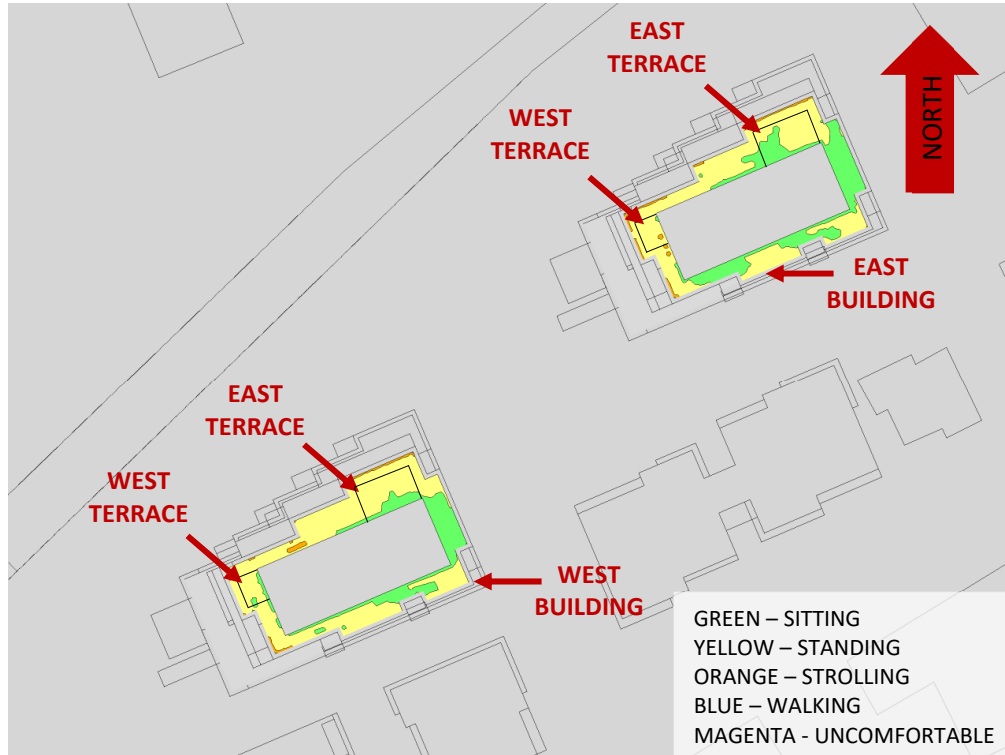 EAST
TERRACE
NORTH
WEST
TERRACE
EAST
BUILDING
EAST
TERRACE
WEST
TERRACE
WEST
BUILDING
GREEN – SITTING
YELLOW – STANDING
ORANGE – STROLLING
BLUE – WALKING
MAGENTA - UNCOMFORTABLE